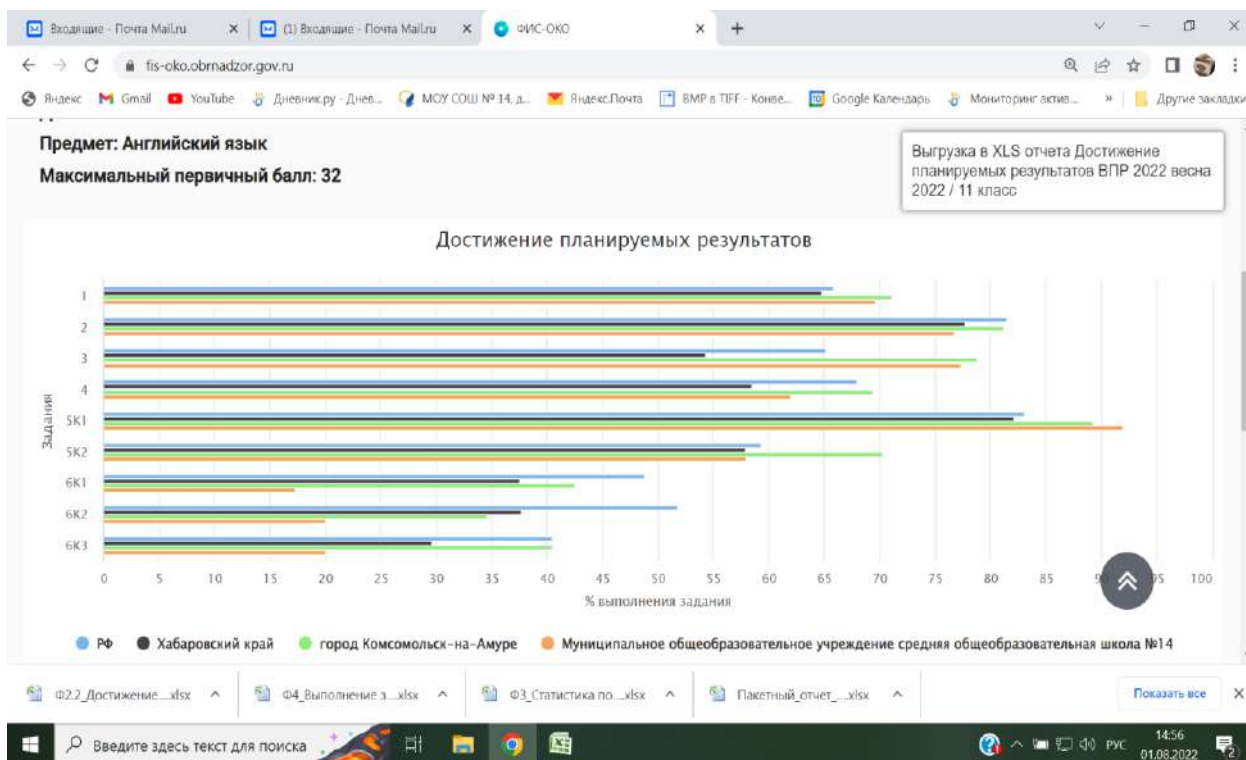 Входящие - Почта Mail.ru
(1) Входящие - Почта Mail.ru
ФИС-ОКО
fis-oko.obrnadzor.gov.ru
Яндекс
Gmail
YouTube
Дневник.ру - Днев...
МОУ СОШ № 14, д...
Яндекс.Почта
BMP в TIFF - Конве...
Google Календарь
Мониторинг актив...
»
Другие закладки
Предмет: Английский язык
Максимальный первичный балл: 32
Выгрузка в XLS отчета Достижение
планируемых результатов ВПР 2022 весна
2022 / 11 класс
Достижение планируемых результатов
Задания
1
2
3
4
5K1
5K2
6K1
6K2
6K3
0 5 10 15 20 25 30 35 40 45 50 55 60 65 70 75 80 85 100
% выполнения задания
РФ
Хабаровский край
город Комсомольск-на-Амуре
Муниципальное общеобразовательное учреждение средняя общеобразовательная школа №14
Ф2.2_Достижение....xlsx
Ф4_Выполнение з....xlsx
Ф3_Статистика по....xlsx
Пакетный_отчет_....xlsx
Показать все
Введите здесь текст для поиска
РУС
14:56
01.08.2022
2